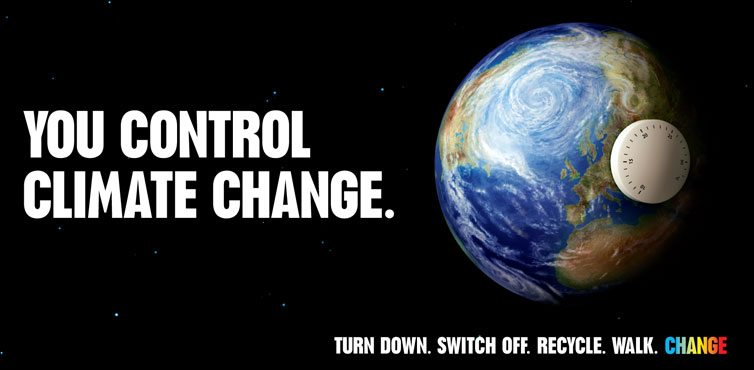 YOU CONTROL
CLIMATE CHANGE.
TURN DOWN. SWITCH OFF. RECYCLE. WALK. CHANGE